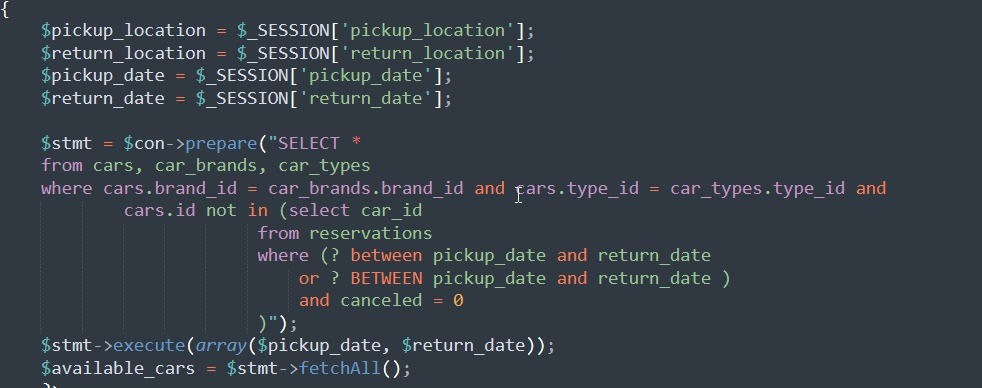 {
$pickup_location = $_SESSION['pickup_location'];
$return_location = $_SESSION['return_location'];
$pickup_date = $_SESSION['pickup_date'];
$return_date = $_SESSION['return_date'];
$stmt = $con->prepare("SELECT *
from cars, car_brands, car_types
where cars.brand_id = car_brands.brand_id and cars.type_id = car_types.type_id and
cars.id not in (select car_id
from reservations
where (? between pickup_date and return_date
or ? BETWEEN pickup_date and return_date )
and canceled = 0
)");
$stmt->execute(array($pickup_date, $return_date));
$available_cars = $stmt->fetchAll();